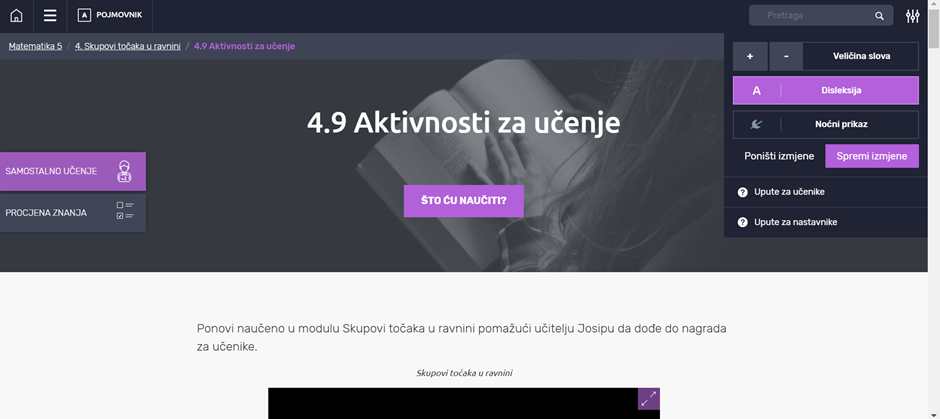 A POJMOVNIK
Pretraga
Matematika 5 / 4. Skupovi točaka u ravnini / 4.9 Aktivnosti za učenje
+ - Veličina slova
A Disleksija
Noćni prikaz
Poništi izmjene Spremi izmjene
? Upute za učenike
? Upute za nastavnike
4.9 Aktivnosti za učenje
SAMOSTALNO UČENJE
PROCJENA ZNANJA
ŠTO ĆU NAUČITI?
Ponovi naučeno u modulu Skupovi točaka u ravnini pomažući učitelju Josipu da dođe do nagrada
za učenike.
Skupovi točaka u ravnini